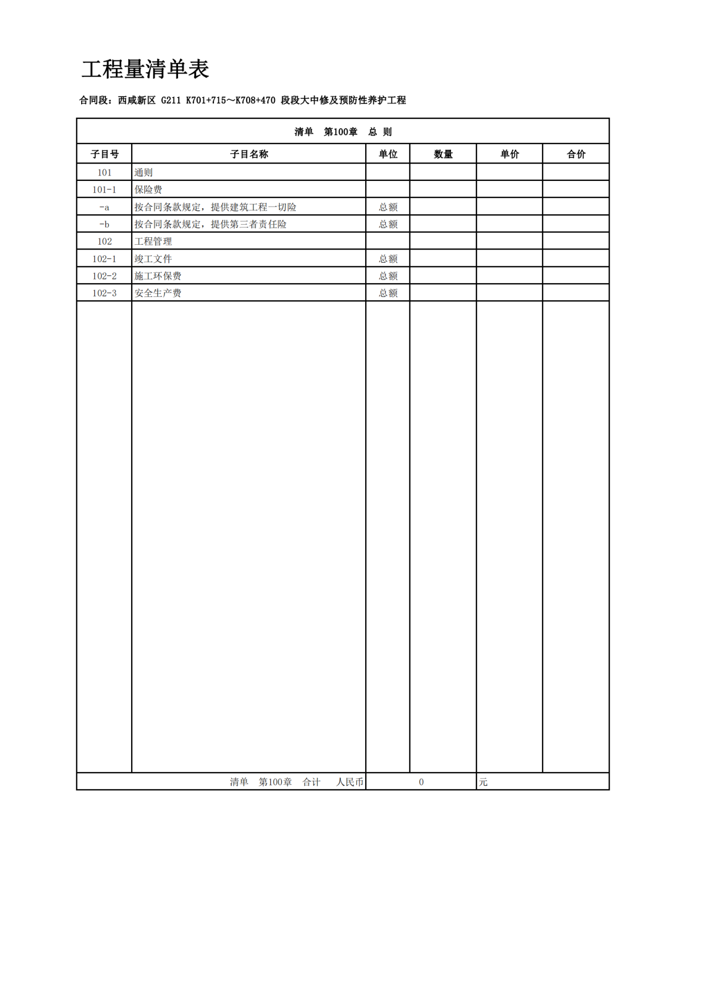 工程量清单表
合同段：西咸新区 G211 K701+715～K708+470 段段大中修及预防性养护工程
清单 第100章 总 则
子目号 子目名称 单位 数量 单价 合价
101 通则
101-1 保险费
-a 按合同条款规定，提供建筑工程一切险 总额
-b 按合同条款规定，提供第三者责任险 总额
102 工程管理
102-1 竣工文件 总额
102-2 施工环保费 总额
102-3 安全生产费 总额
清单 第100章 合计 人民币 0 元